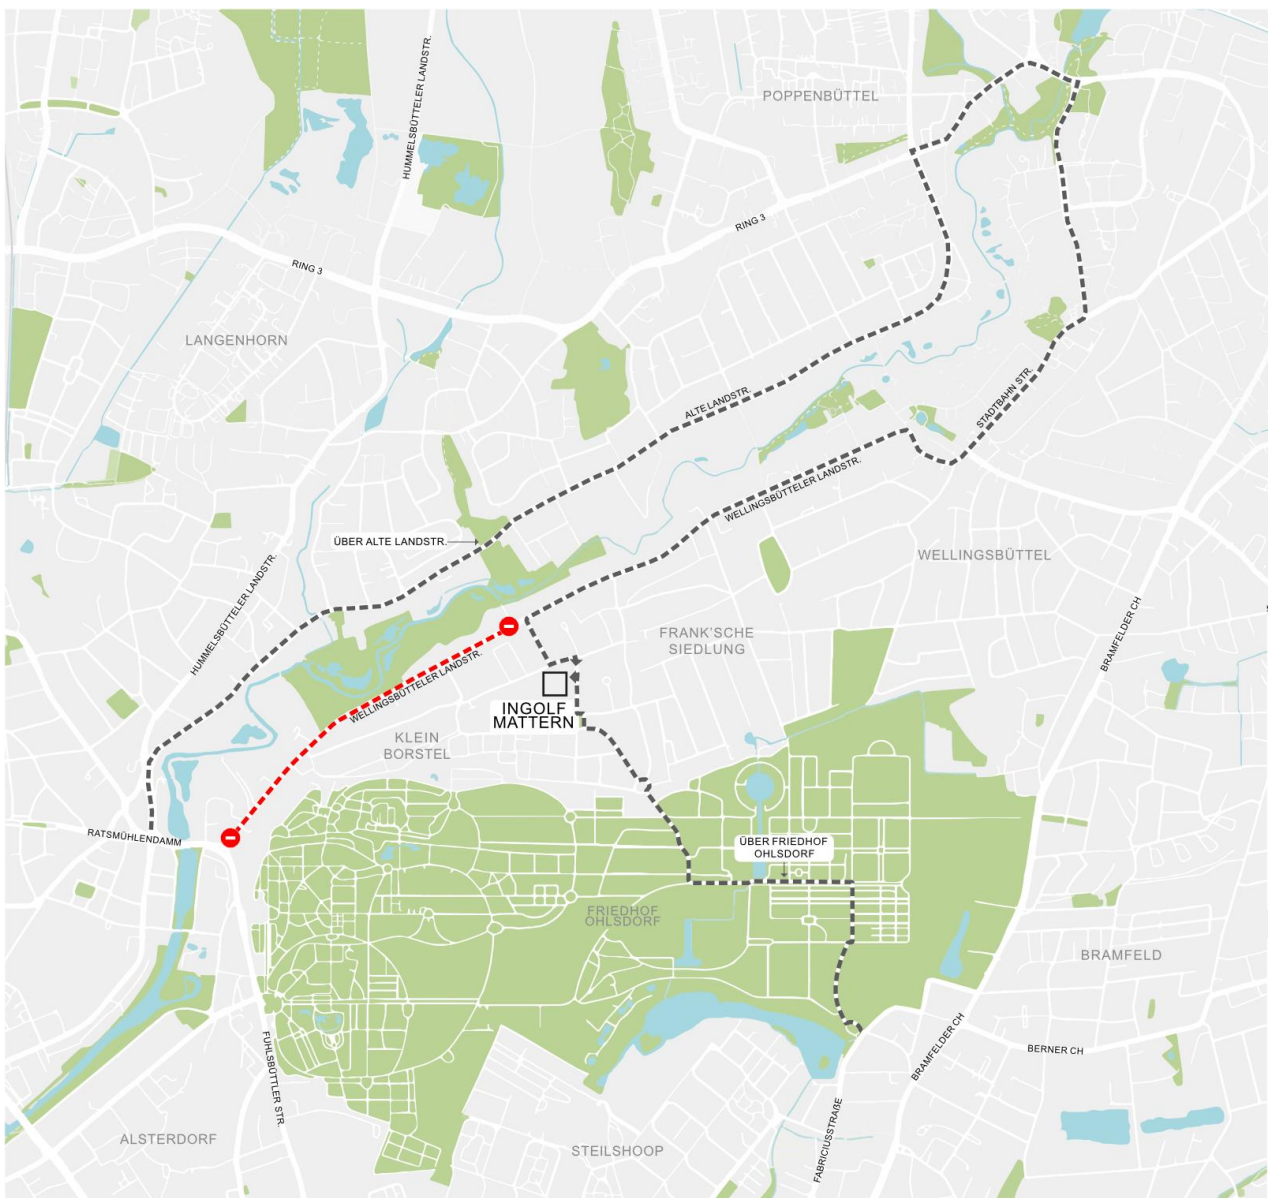 HUMMELSBÜTTELER LANDSTR.
POPPENBÜTTEL
RING 3
RING 3
LANGENHORN
ALTE LANDSTR.
STADTBAHN STR.
WELLINGSBÜTTELER LANDSTR.
ÜBER ALTE LANDSTR.
WELLINGSBÜTTEL
HUMMELSBÜTTELER LANDSTR.
BRAMFELDER CH
FRANK'SCHE
SIEDLUNG
WELLINGSBÜTTELER LANDSTR.
INGOLF
MATTERN
KLEIN
BORSTEL
RATSMÜHLENDAMM
ÜBER FRIEDHOF
OHLSDORF
FRIEDHOF
OHLSDORF
BRAMFELD
FUHLSBÜTTLER STR.
BRAMFELDER CH
BERNER CH
FABRICIUSSTRAßE
ALSTERDORF
STEILSHOOP